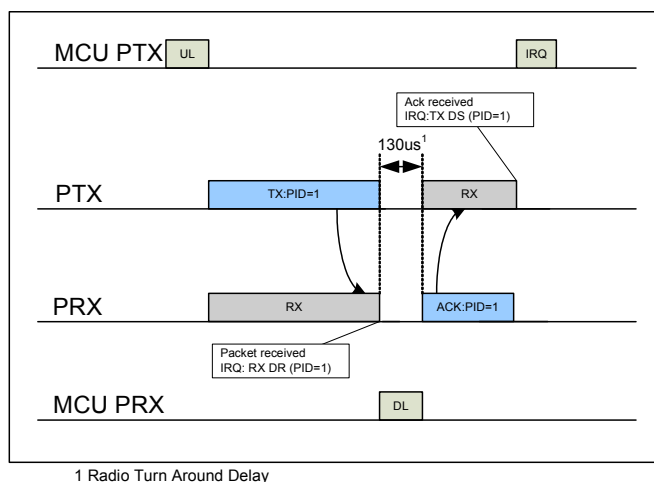 MCU PTX
UL
IRQ
Ack received
IRQ:TX DS (PID=1)
130us1
PTX
TX:PID=1
RX
PRX
RX
ACK:PID=1
Packet received
IRQ: RX DR (PID=1)
MCU PRX
DL
1 Radio Turn Around Delay